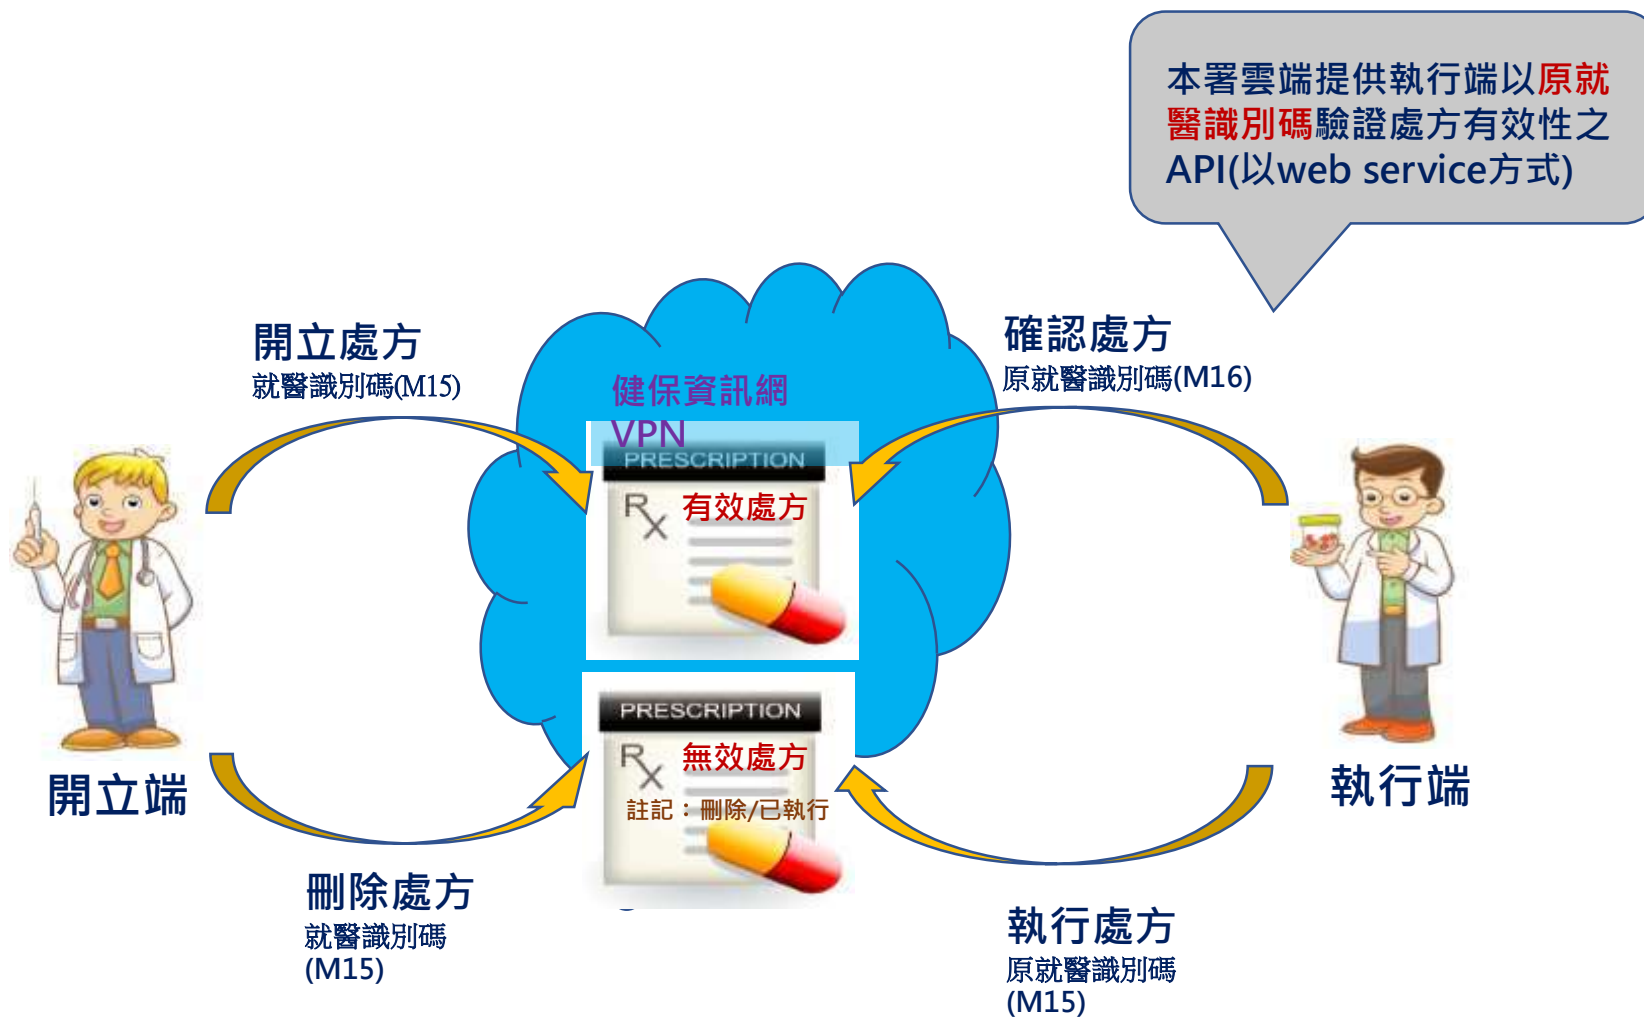 本署雲端提供執行端以原就
醫識別碼驗證處方有效性之
API(以web service方式)
開立處方
就醫識別碼(M15)
確認處方
原就醫識別碼(M16)
健保資訊網
VPN
PRESCRIPTION
RX 有效處方
PRESCRIPTION
RX 無效處方
註記：刪除/已執行
開立端
執行端
刪除處方
就醫識別碼
(M15)
執行處方
原就醫識別碼
(M15)